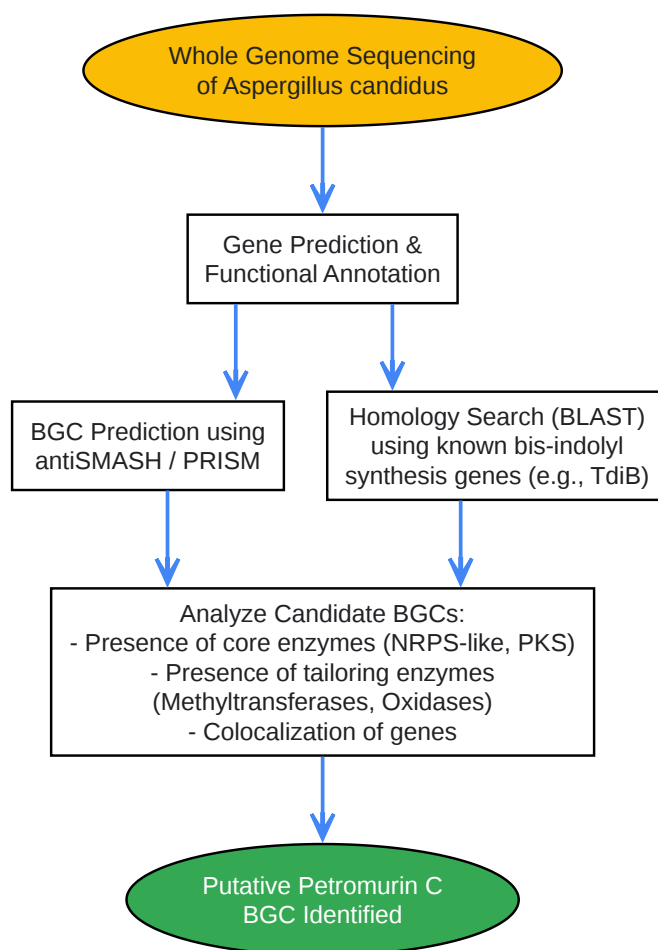 Whole Genome Sequencing
of Aspergillus candidus
Gene Prediction &
Functional Annotation
BGC Prediction using
antiSMASH / PRISM
Homology Search (BLAST)
using known bis-indolyl
synthesis genes (e.g., TdiB)
Analyze Candidate BGCs:
- Presence of core enzymes (NRPS-like, PKS)
- Presence of tailoring enzymes
(Methyltransferases, Oxidases)
- Colocalization of genes
Putative Petromurin C
BGC Identified